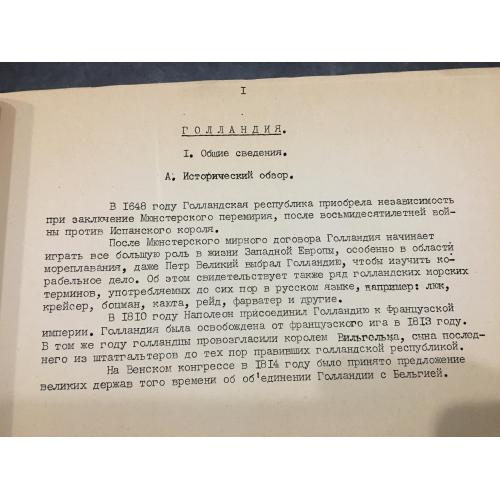 I
ГОЛЛАНДИЯ.
I. Общие сведения.
А. Исторический обзор.
В 1648 году Голландская республика приобрела независимость
при заключение Мюнстерского перемирия, после восьмидесятилетней вой-
ны против Испанского короля.
После Мюнстерского мирного договора Голландия начинает
играть все большую роль в жизни Западной Европы, особенно в области
мореплавания, даже Петр Великий выбрал Голландию, чтобы изучить ко-
рабельное дело. Об этом свидетельствует также ряд голландских морских
терминов, употребляемых до сих пор в русском языке, например: люк,
крейсер, боцман, каюта, рейд, фарватер и другие.
В 1810 году Наполеон присоединил Голландию к Французской
империи. Голландия была освобождена от французского ига в 1813 году.
В том же году голландцы провозгласили королем Вильгельма, сына послед-
него из штатгальтеров до тех пор правивших голландской республикой.
На Венском конгрессе в 1814 году было принято предложение
великих держав того времени об об'единении Голландии с Бельгией.